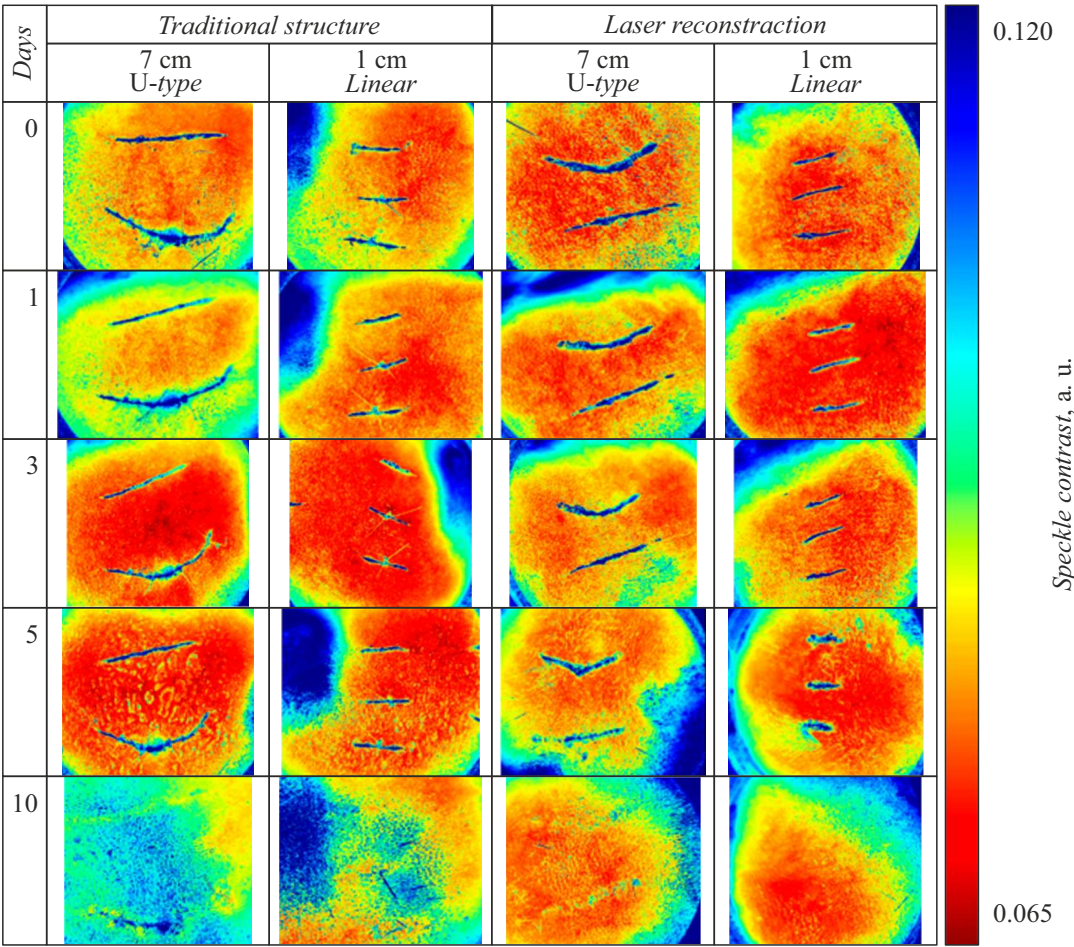 Days
Traditional structure
Laser reconstraction
7 cm
U-type
1 cm
Linear
7 cm
U-type
1 cm
Linear
0
1
3
5
10
0.120
Speckle contrast, a. u.
0.065